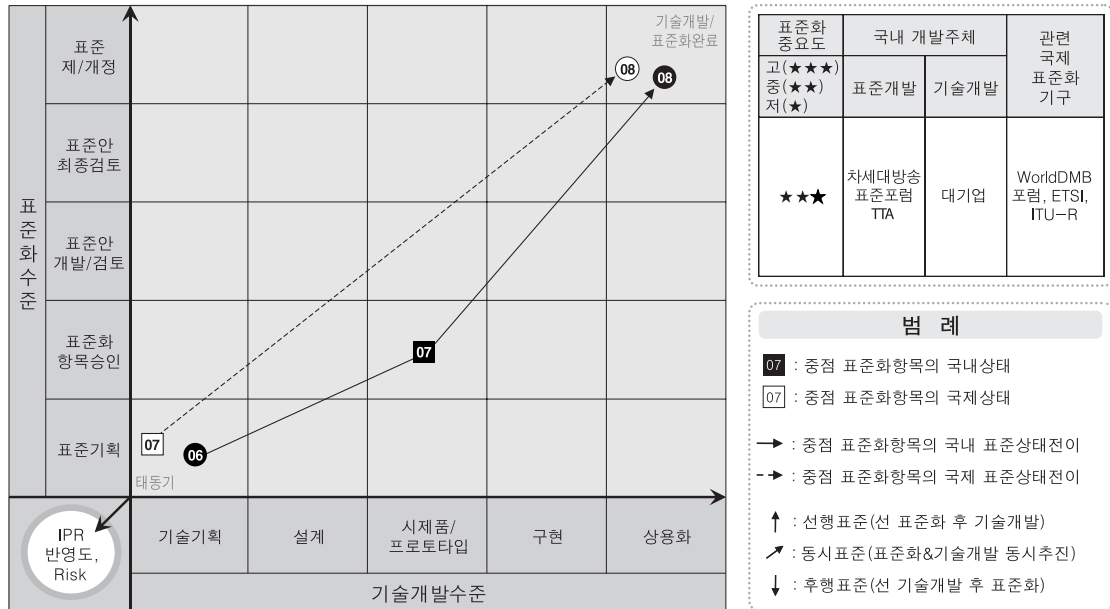 표준화수준
표준
제/개정
표준안
최종검토
표준안
개발/검토
표준화
항목승인
표준기획
기술개발/
표준화완료
08
08
07
07
06
태동기
IPR
반영도,
Risk
기술기획
설계
시제품/
프로토타입
구현
상용화
기술개발수준
표준화
중요도
국내 개발주체
관련
국제
표준화
기구
고(★★★)
중(★★)
저(★)
표준개발
기술개발
★★★
차세대방송
표준포럼
TTA
대기업
WorldDMB
포럼, ETSI,
ITU-R
범 례
07 : 중점 표준화항목의 국내상태
07 : 중점 표준화항목의 국제상태
: 중점 표준화항목의 국내 표준상태전이
: 중점 표준화항목의 국제 표준상태전이
: 선행표준(선 표준화 후 기술개발)
: 동시표준(표준화&기술개발 동시추진)
: 후행표준(선 기술개발 후 표준화)